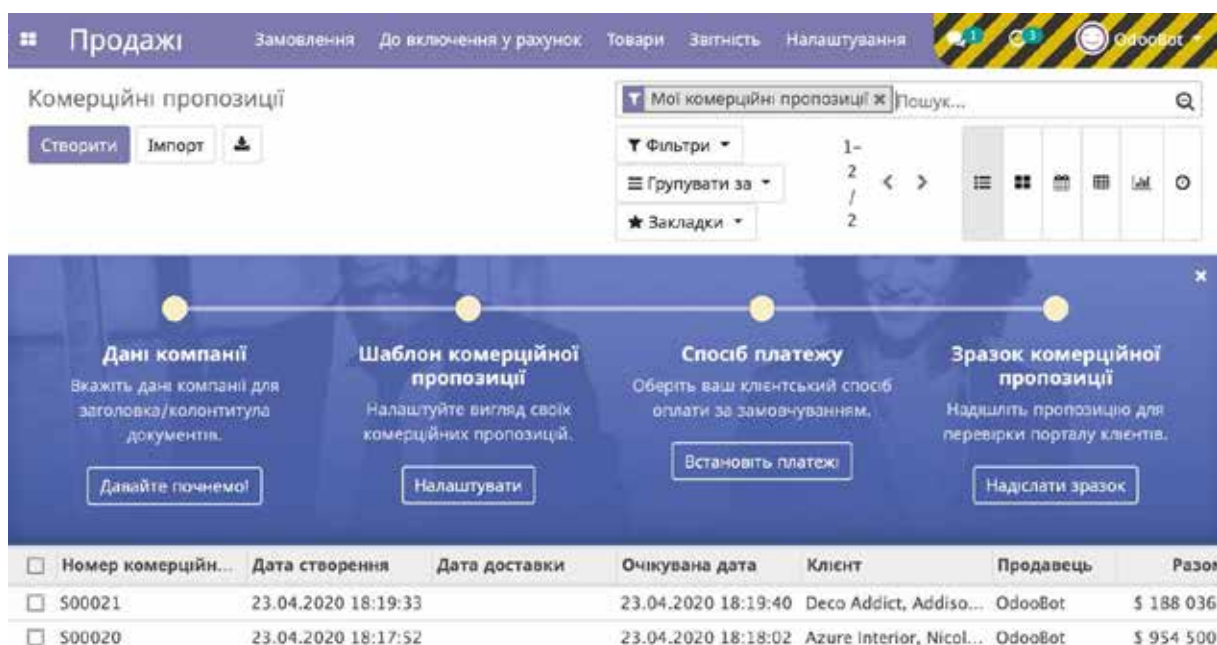 Продажі Замовлення До включення у рахунок Товари Звітність Налаштування 1 3 OdooBot
Комерційні пропозиції
Мої комерційні пропозиції × Пошук...
Створити Імпорт
Фільтри
Групувати за
Закладки
1-
2
/
2
Дані компанії
Вкажіть дані компанії для
заголовка/колонтитула
документів.
Давайте почнемо!
Шаблон комерційної
пропозиції
Налаштуйте вигляд своїх
комерційних пропозицій.
Налаштувати
Спосіб платежу
Оберіть ваш клієнтський спосіб
оплати за замовчуванням.
Встановіть платежі
Зразок комерційної
пропозиції
Надішліть пропозицію для
перевірки порталу клієнтів.
Надіслати зразок
Номер комерційн... Дата створення Дата доставки Очікувана дата Клієнт Продавець Разом
S00021 23.04.2020 18:19:33 23.04.2020 18:19:40 Deco Addict, Addiso... OdooBot $ 188 036
S00020 23.04.2020 18:17:52 23.04.2020 18:18:02 Azure Interior, Nicol... OdooBot $ 954 500